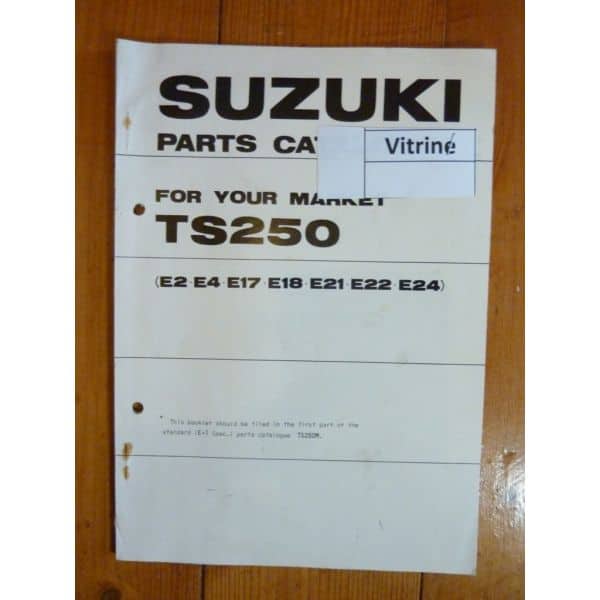 SUZUKI
PARTS CAT
Vitrine
FOR YOUR MARKET
TS250
(E2·E4·E17·E18·E21·E22·E24)
* This booklet should be filed in the first part of the
standard (E-1 Spec.) parts catalogue TS250M.